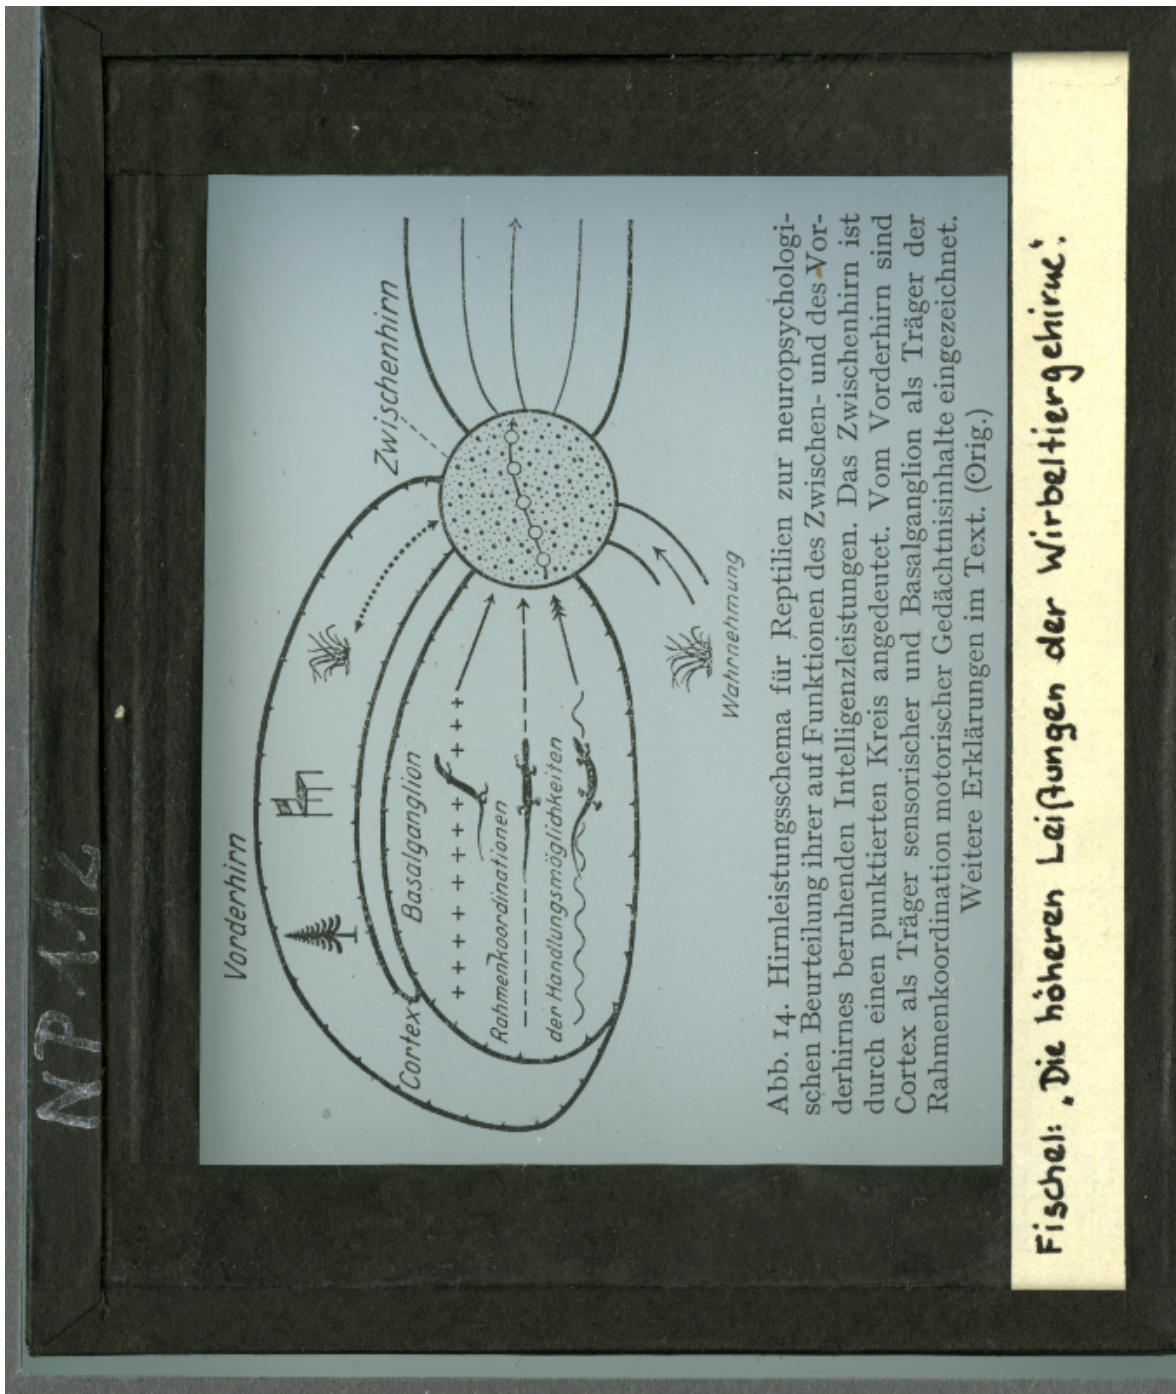 NP 1.2
Vorderhirn
Zwischenhirn
Cortex
Basalganglion
Rahmenkoordinationen
der Handlungsmöglichkeiten
Wahrnehmung
Abb. 14. Hirnleistungsschema für Reptilien zur neuropsychologi-
schen Beurteilung ihrer auf Funktionen des Zwischen- und des Vor-
derhirnes beruhenden Intelligenzleistungen. Das Zwischenhirn ist
durch einen punktierten Kreis angedeutet. Vom Vorderhirn sind
Cortex als Träger sensorischer und Basalganglion als Träger der
Rahmenkoordination motorischer Gedächtnisinhalte eingezeichnet.
Weitere Erklärungen im Text. (Orig.)
Fischel: „Die höheren Leiſtungen der Wirbeltiergehirne“.